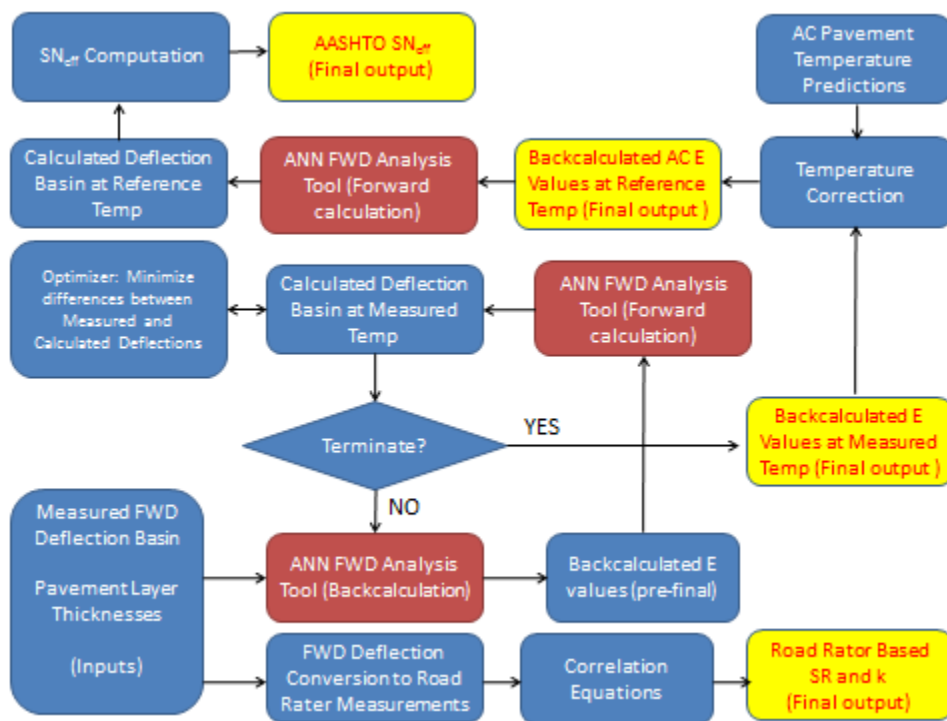 SNeff Computation
AASHTO SNeff
(Final output)
AC Pavement
Temperature
Predictions
Calculated Deflection
Basin at Reference
Temp
ANN FWD Analysis
Tool (Forward
calculation)
Backcalculated AC E
Values at Reference
Temp (Final output )
Temperature
Correction
Optimizer: Minimize
differences between
Measured and
Calculated Deflections
Calculated Deflection
Basin at Measured
Temp
ANN FWD Analysis
Tool (Forward
calculation)
Terminate?
YES
NO
Backcalculated E
Values at Measured
Temp (Final output )
Measured FWD
Deflection Basin
Pavement Layer
Thicknesses
(Inputs)
ANN FWD Analysis
Tool (Backcalculation)
Backcalculated E
values (pre-final)
FWD Deflection
Conversion to Road
Rater Measurements
Correlation
Equations
Road Rator Based
SR and k
(Final output)